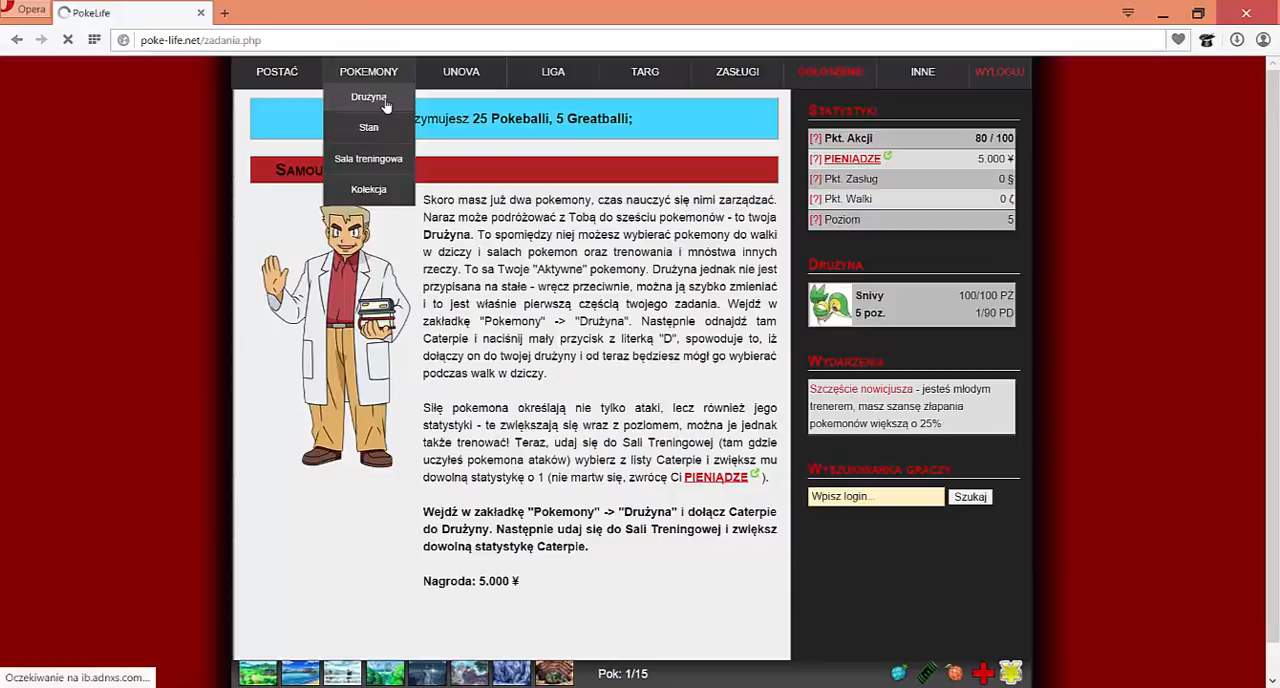 Opera
PokeLife
poke-life.net/zadania.php
POSTAĆ
POKEMONY
UNOVA
LIGA
TARG
ZASŁUGI
OGŁOSZENIE
INNE
WYLOGUJ
Drużyna
Stan
Sala treningowa
Kolekcja
zymujesz 25 Pokeballi, 5 Greatballi;
Samou
Skoro masz już dwa pokemony, czas nauczyć się nimi zarządzać.
Naraz może podróżować z Tobą do sześciu pokemonów - to twoja
Drużyna. To spomiędzy niej możesz wybierać pokemony do walki
w dziczy i salach pokemon oraz trenowania i mnóstwa innych
rzeczy. To sa Twoje "Aktywne" pokemony. Drużyna jednak nie jest
przypisana na stałe - wręcz przeciwnie, można ją szybko zmieniać
i to jest właśnie pierwszą częścią twojego zadania. Wejdź w
zakładkę "Pokemony" -> "Drużyna". Następnie odnajdź tam
Caterpie i naciśnij mały przycisk z literką "D", spowoduje to, iż
dołączy on do twojej drużyny i od teraz będziesz mógł go wybierać
podczas walk w dziczy.
Siłę pokemona określają nie tylko ataki, lecz również jego
statystyki - te zwiększają się wraz z poziomem, można je jednak
także trenować! Teraz, udaj się do Sali Treningowej (tam gdzie
uczyłeś pokemona ataków) wybierz z listy Caterpie i zwiększ mu
dowolną statystykę o 1 (nie martw się, zwrócę Ci PIENIĄDZE ).
Wejdź w zakładkę "Pokemony" -> "Drużyna" i dołącz Caterpie
do Drużyny. Następnie udaj się do Sali Treningowej i zwiększ
dowolną statystykę Caterpie.
Nagroda: 5.000 ¥
Statystyki
[?] Pkt. Akcji 80 / 100
[?] PIENIĄDZE 5.000 ¥
[?] Pkt. Zasług 0 §
[?] Pkt. Walki 0 ζ
[?] Poziom 5
Drużyna
Snivy 100/100 PŻ
5 poz. 1/90 PD
Wydarzenia
Szczęście nowicjusza - jesteś młodym
trenerem, masz szansę złapania
pokemonów większą o 25%
Wyszukiwarka graczy
Wpisz login... Szukaj
Pok: 1/15
Oczekiwanie na ib.adnxs.com...